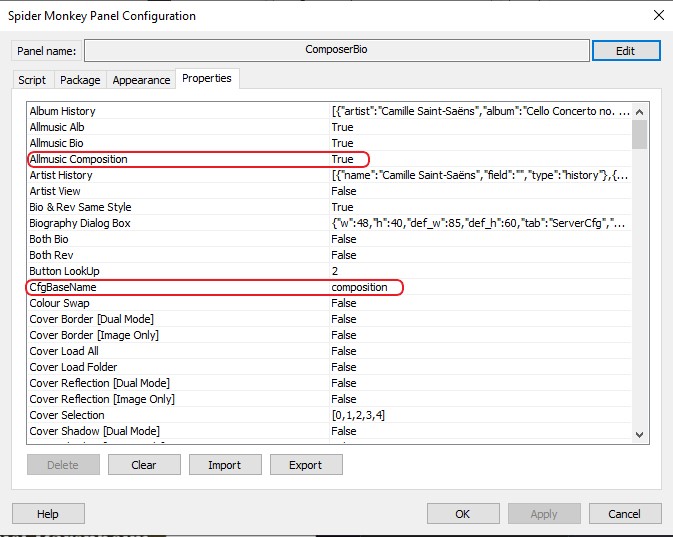 Spider Monkey Panel Configuration
Panel name: ComposerBio Edit
Script Package Appearance Properties
Album History [{"artist":"Camille Saint-Saëns","album":"Cello Concerto no. ...
Allmusic Alb True
Allmusic Bio True
Allmusic Composition True
Artist History [{"name":"Camille Saint-Saëns","field":"","type":"history"},{...
Artist View False
Bio & Rev Same Style True
Biography Dialog Box {"w":48,"h":40,"def_w":85,"def_h":60,"tab":"ServerCfg","...
Both Bio False
Both Rev False
Button LookUp 2
CfgBaseName composition
Colour Swap False
Cover Border [Dual Mode] False
Cover Border [Image Only] False
Cover Load All False
Cover Load Folder False
Cover Reflection [Dual Mode] False
Cover Reflection [Image Only] False
Cover Selection [0,1,2,3,4]
Cover Shadow [Dual Mode] False
Delete Clear Import Export
Help OK Apply Cancel